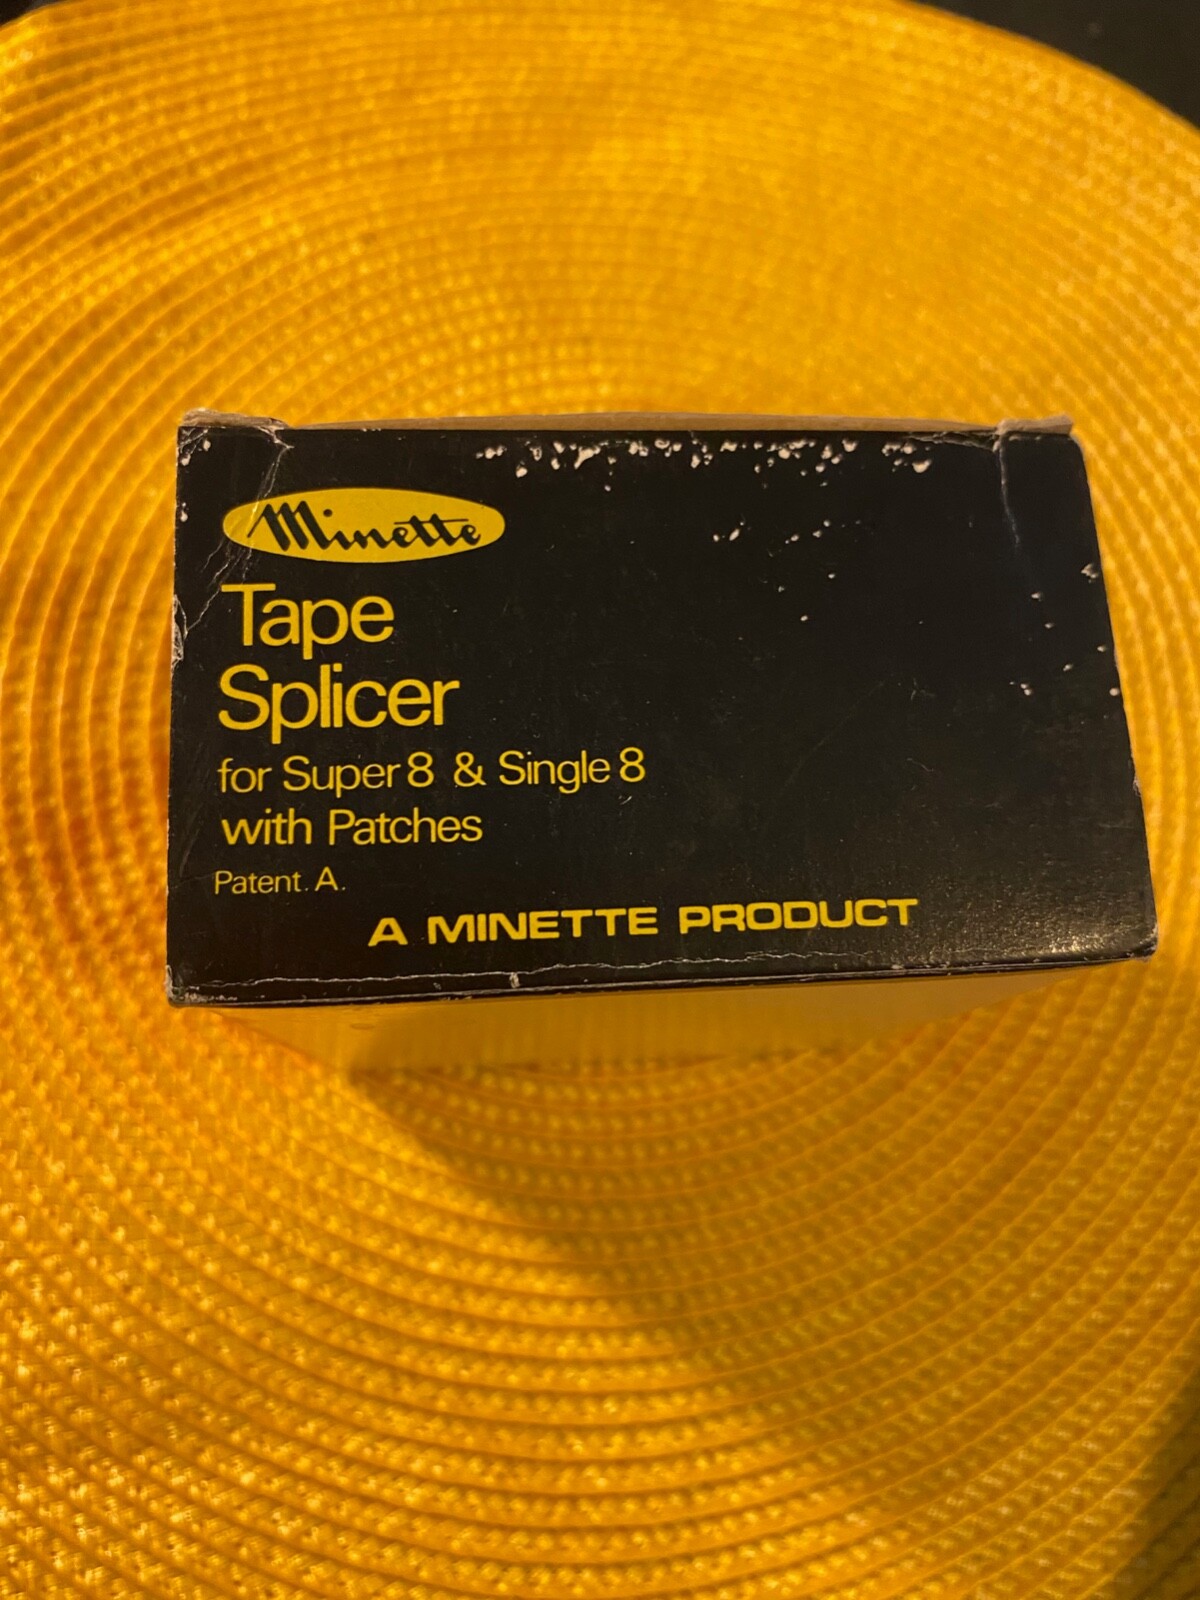 Minette
Tape
Splicer
for Super 8 & Single 8
with Patches
Patent. A.
A MINETTE PRODUCT